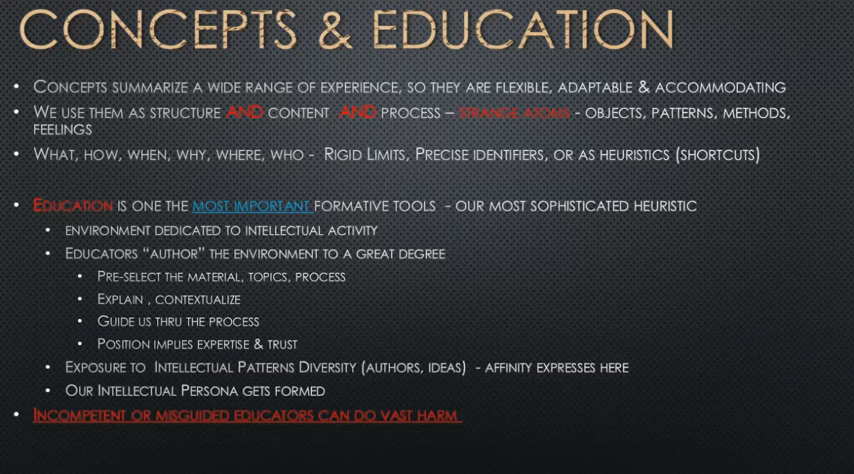 CONCEPTS & EDUCATION
• CONCEPTS SUMMARIZE A WIDE RANGE OF EXPERIENCE, SO THEY ARE FLEXIBLE, ADAPTABLE & ACCOMMODATING
• WE USE THEM AS STRUCTURE AND CONTENT AND PROCESS – STRANGE ATOMS - OBJECTS, PATTERNS, METHODS,
FEELINGS
• WHAT, HOW, WHEN, WHY, WHERE, WHO - RIGID LIMITS, PRECISE IDENTIFIERS, OR AS HEURISTICS (SHORTCUTS)
• EDUCATION IS ONE THE MOST IMPORTANT FORMATIVE TOOLS - OUR MOST SOPHISTICATED HEURISTIC
• ENVIRONMENT DEDICATED TO INTELLECTUAL ACTIVITY
• EDUCATORS “AUTHOR” THE ENVIRONMENT TO A GREAT DEGREE
• PRE-SELECT THE MATERIAL, TOPICS, PROCESS
• EXPLAIN , CONTEXTUALIZE
• GUIDE US THRU THE PROCESS
• POSITION IMPLIES EXPERTISE & TRUST
• EXPOSURE TO INTELLECTUAL PATTERNS DIVERSITY (AUTHORS, IDEAS) - AFFINITY EXPRESSES HERE
• OUR INTELLECTUAL PERSONA GETS FORMED
• INCOMPETENT OR MISGUIDED EDUCATORS CAN DO VAST HARM